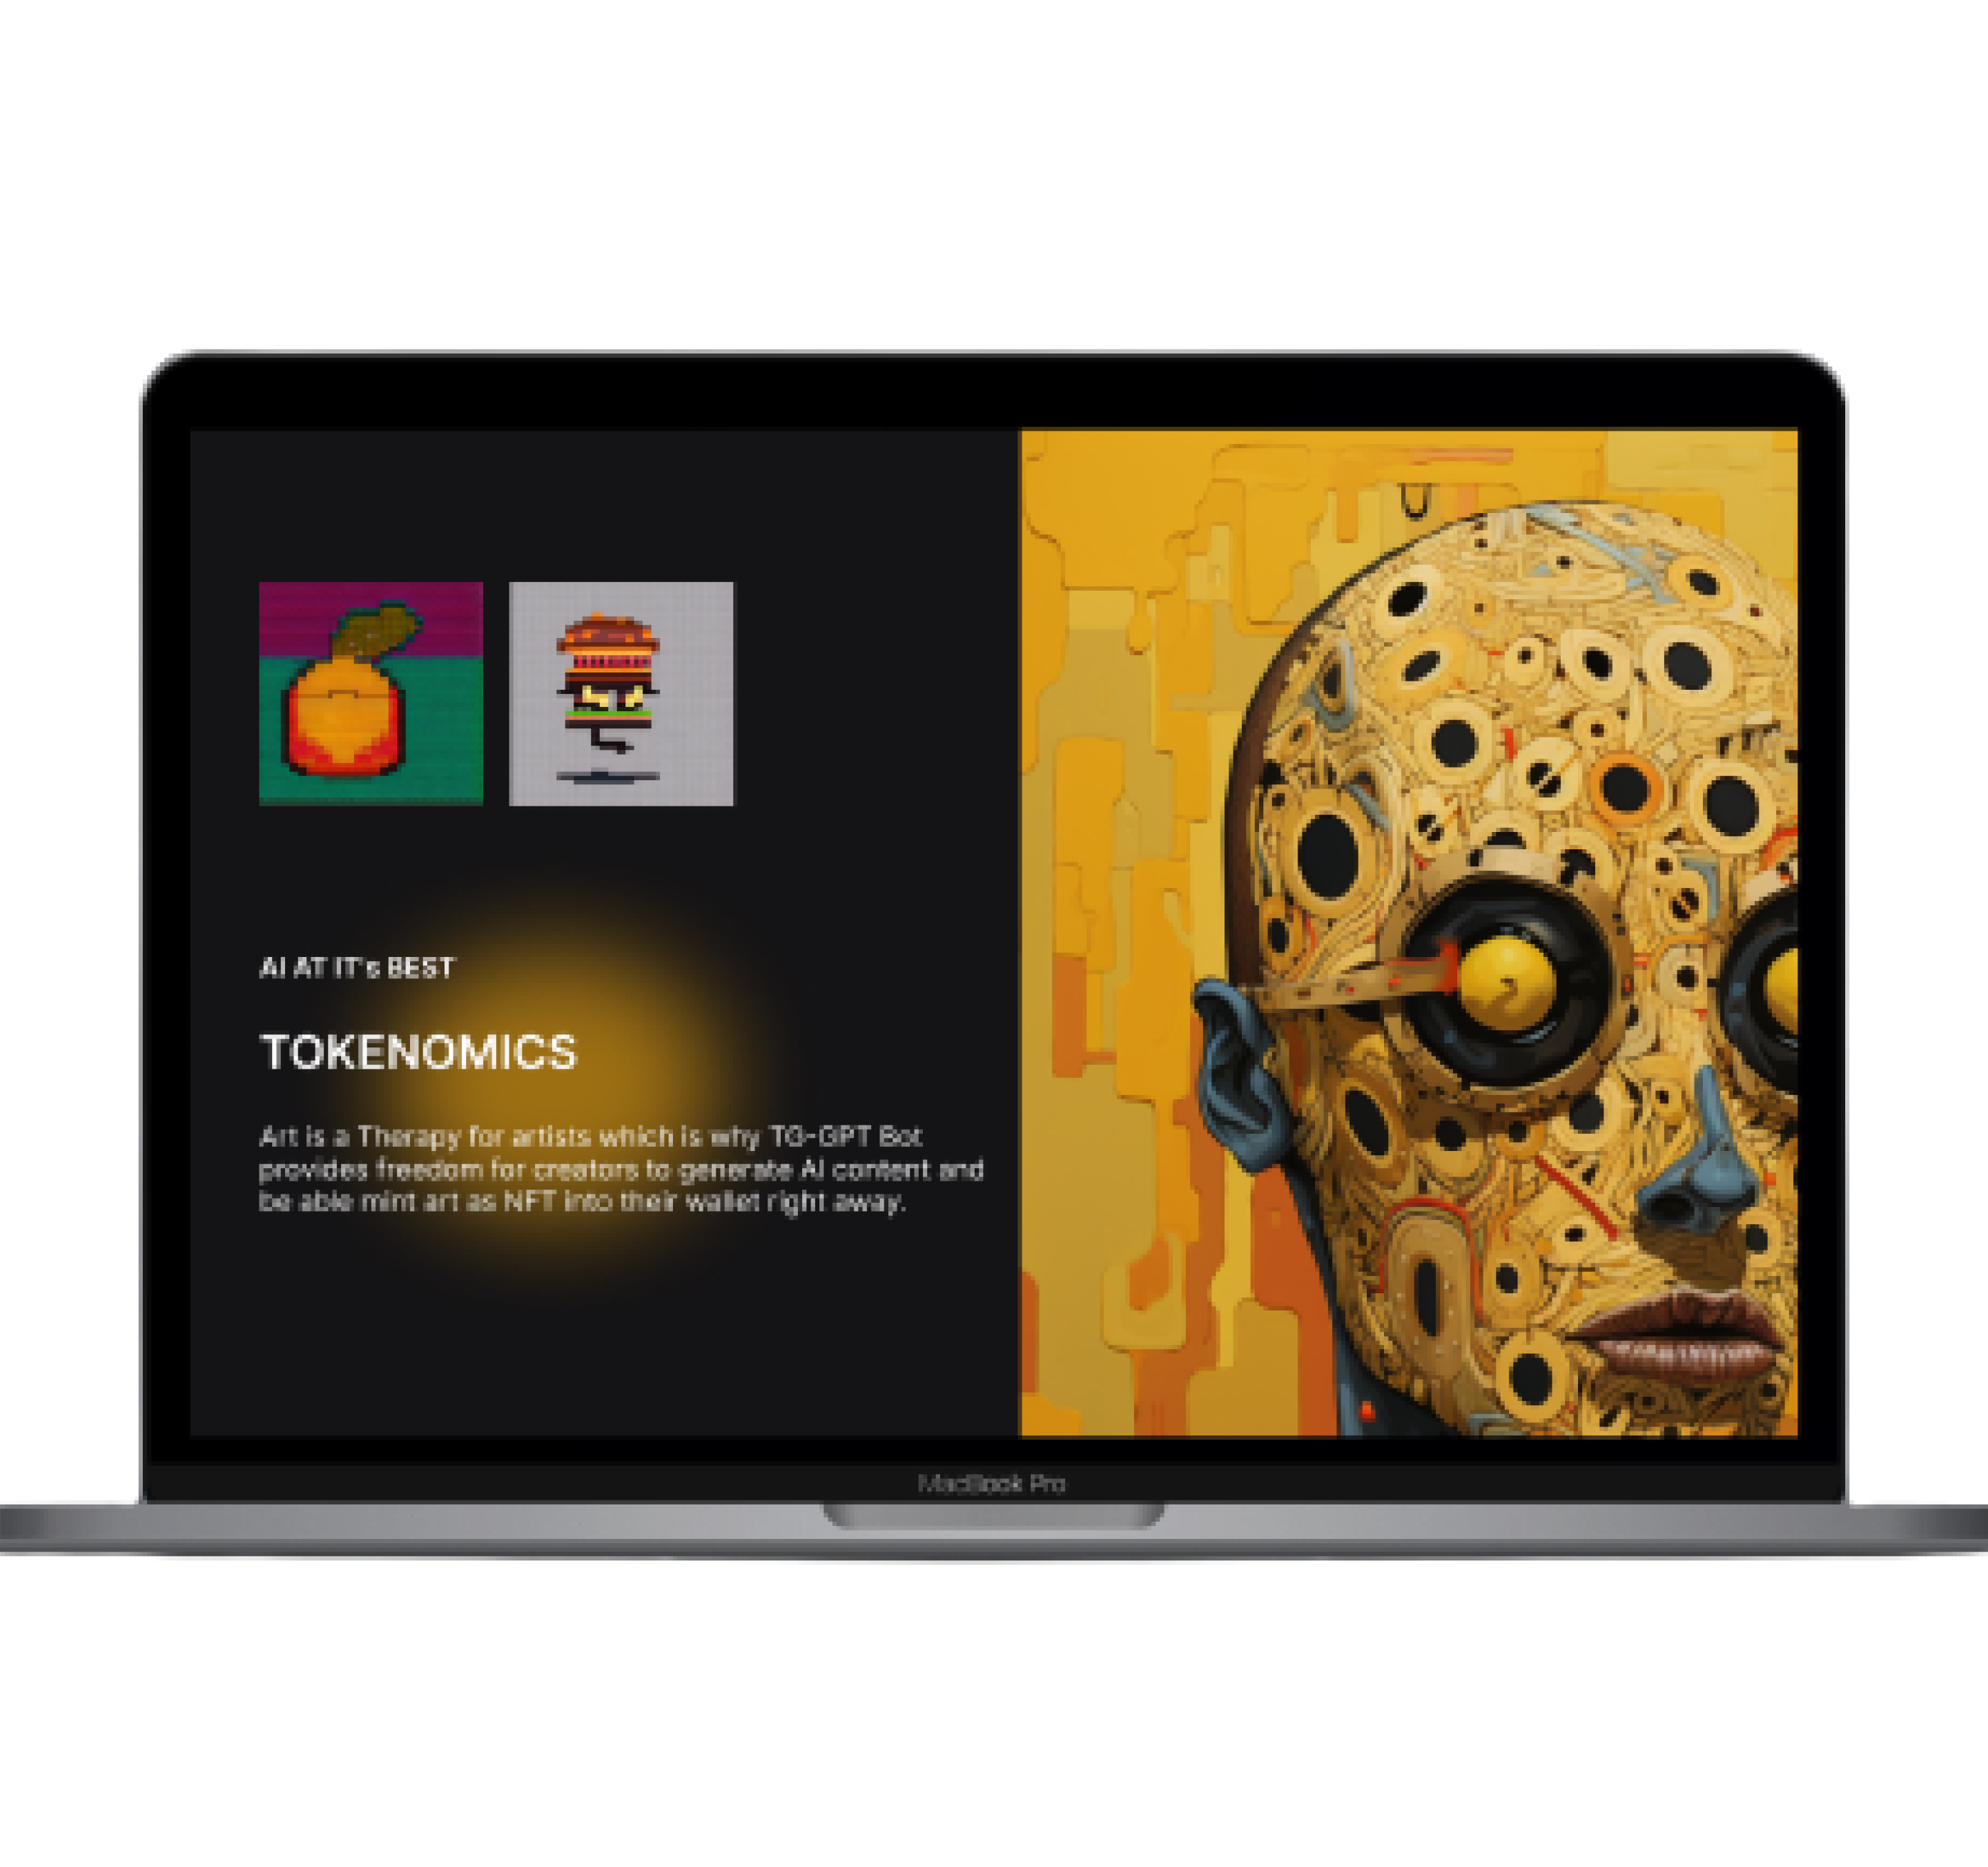 AI AT IT's BEST
TOKENOMICS
Art is a Therapy for artists which is why TG-GPT Bot
provides freedom for creators to generate AI content and
be able mint art as NFT into their wallet right away.
MacBook Pro